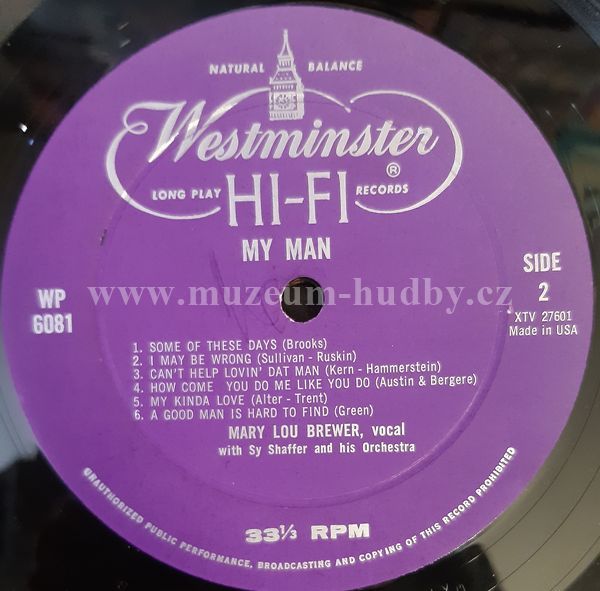 NATURAL BALANCE
Westminster
LONG PLAY HI-FI RECORDS ®
MY MAN
SIDE
2
WP
6081
www.muzeum-hudby.cz
XTV 27601
Made in USA
1. SOME OF THESE DAYS (Brooks)
2. I MAY BE WRONG (Sullivan - Ruskin)
3. CAN'T HELP LOVIN' DAT MAN (Kern - Hammerstein)
4. HOW COME YOU DO ME LIKE YOU DO (Austin & Bergere)
5. MY KINDA LOVE (Alter - Trent)
6. A GOOD MAN IS HARD TO FIND (Green)
MARY LOU BREWER, vocal
with Sy Shaffer and his Orchestra
33⅓ RPM
UNAUTHORIZED PUBLIC PERFORMANCE, BROADCASTING AND COPYING OF THIS RECORD PROHIBITED